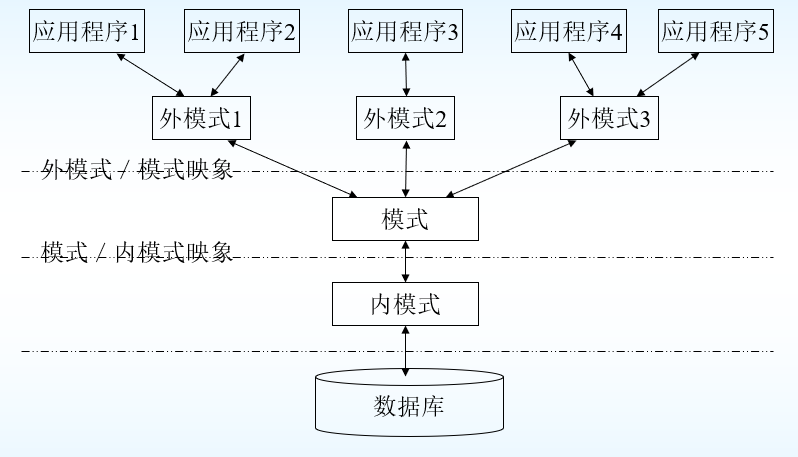 应用程序1
应用程序2
应用程序3
应用程序4
应用程序5
外模式1
外模式2
外模式3
外模式/模式映象
模式
模式/内模式映象
内模式
数据库